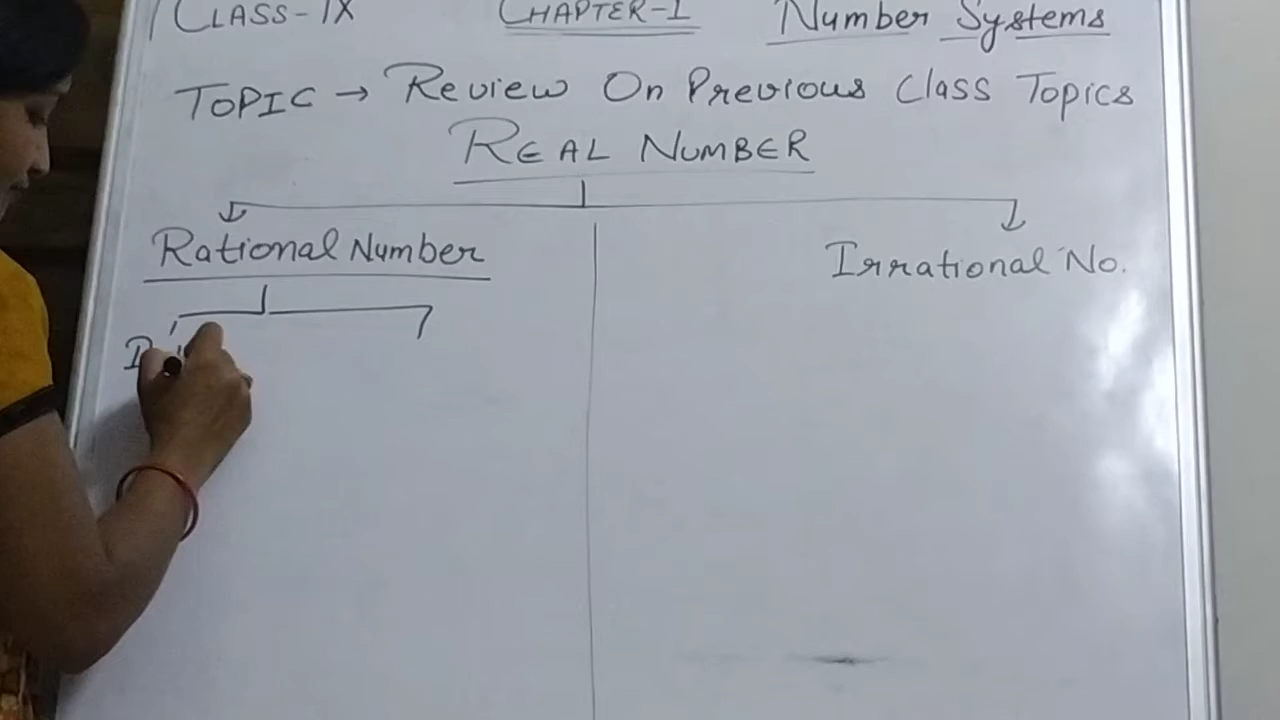 CLASS-IX CHAPTER-1 Number Systems
TOPIC → Review On Previous Class Topics
REAL NUMBER
Rational Number Irrational No.